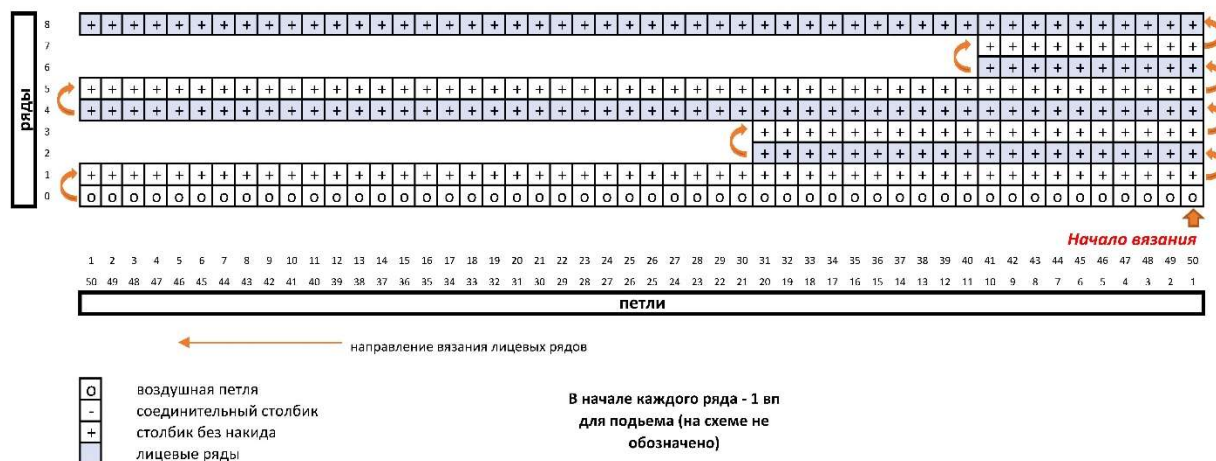 ряды
8 + + + + + + + + + + + + + + + + + + + + + + + + + + + + + + + + + + + + + + + + + + + + + + + + + +
7 + + + + + + + + + +
6 + + + + + + + + + +
5 + + + + + + + + + + + + + + + + + + + + + + + + + + + + + + + + + + + + + + + + + + + + + + + + + +
4 + + + + + + + + + + + + + + + + + + + + + + + + + + + + + + + + + + + + + + + + + + + + + + + + + +
3 + + + + + + + + + + + + + + + + + + + +
2 + + + + + + + + + + + + + + + + + + + +
1 + + + + + + + + + + + + + + + + + + + + + + + + + + + + + + + + + + + + + + + + + + + + + + + + + +
0 o o o o o o o o o o o o o o o o o o o o o o o o o o o o o o o o o o o o o o o o o o o o o o o o o o
Начало вязания
1 2 3 4 5 6 7 8 9 10 11 12 13 14 15 16 17 18 19 20 21 22 23 24 25 26 27 28 29 30 31 32 33 34 35 36 37 38 39 40 41 42 43 44 45 46 47 48 49 50
50 49 48 47 46 45 44 43 42 41 40 39 38 37 36 35 34 33 32 31 30 29 28 27 26 25 24 23 22 21 20 19 18 17 16 15 14 13 12 11 10 9 8 7 6 5 4 3 2 1
петли
направление вязания лицевых рядов
o воздушная петля
- соединительный столбик
+ столбик без накида
лицевые ряды
В начале каждого ряда - 1 вп
для подьема (на схеме не
обозначено)